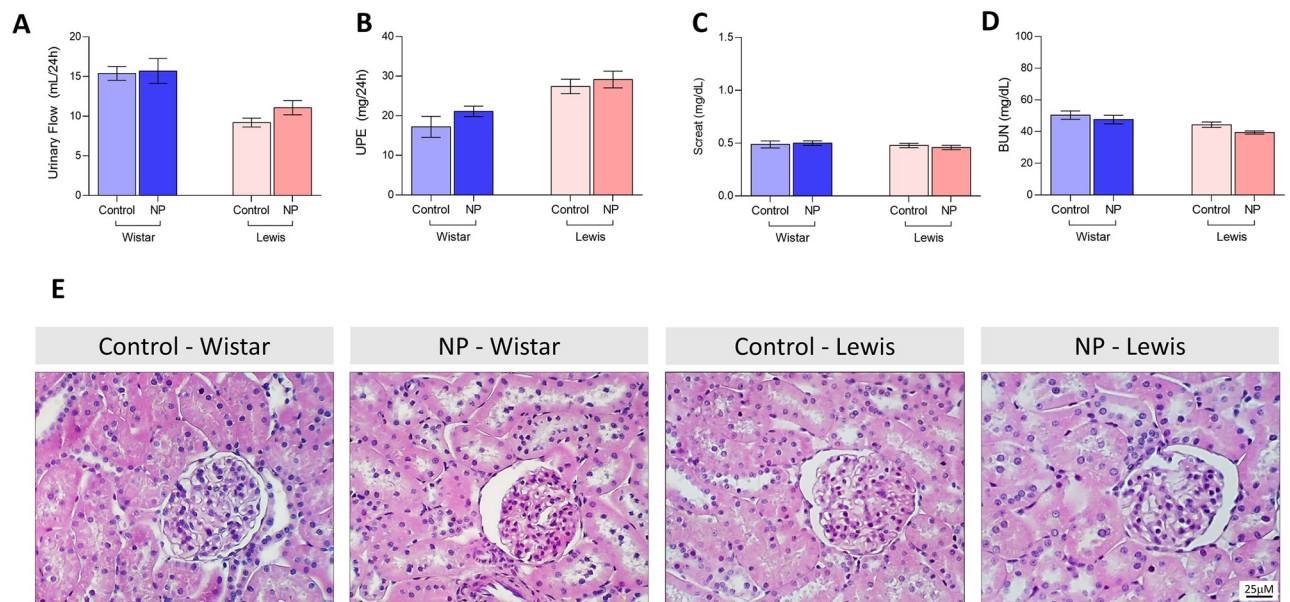 A
Urinary Flow (mL/24h)
20
15
10
5
0
Control NP Control NP
Wistar Lewis
B
UPE (mg/24h)
40
30
20
10
0
Control NP Control NP
Wistar Lewis
C
Screat (mg/dL)
1.5
1.0
0.5
0.0
Control NP Control NP
Wistar Lewis
D
BUN (mg/dL)
100
80
60
40
20
0
Control NP Control NP
Wistar Lewis
E
Control - Wistar
NP - Wistar
Control - Lewis
NP - Lewis
25µM